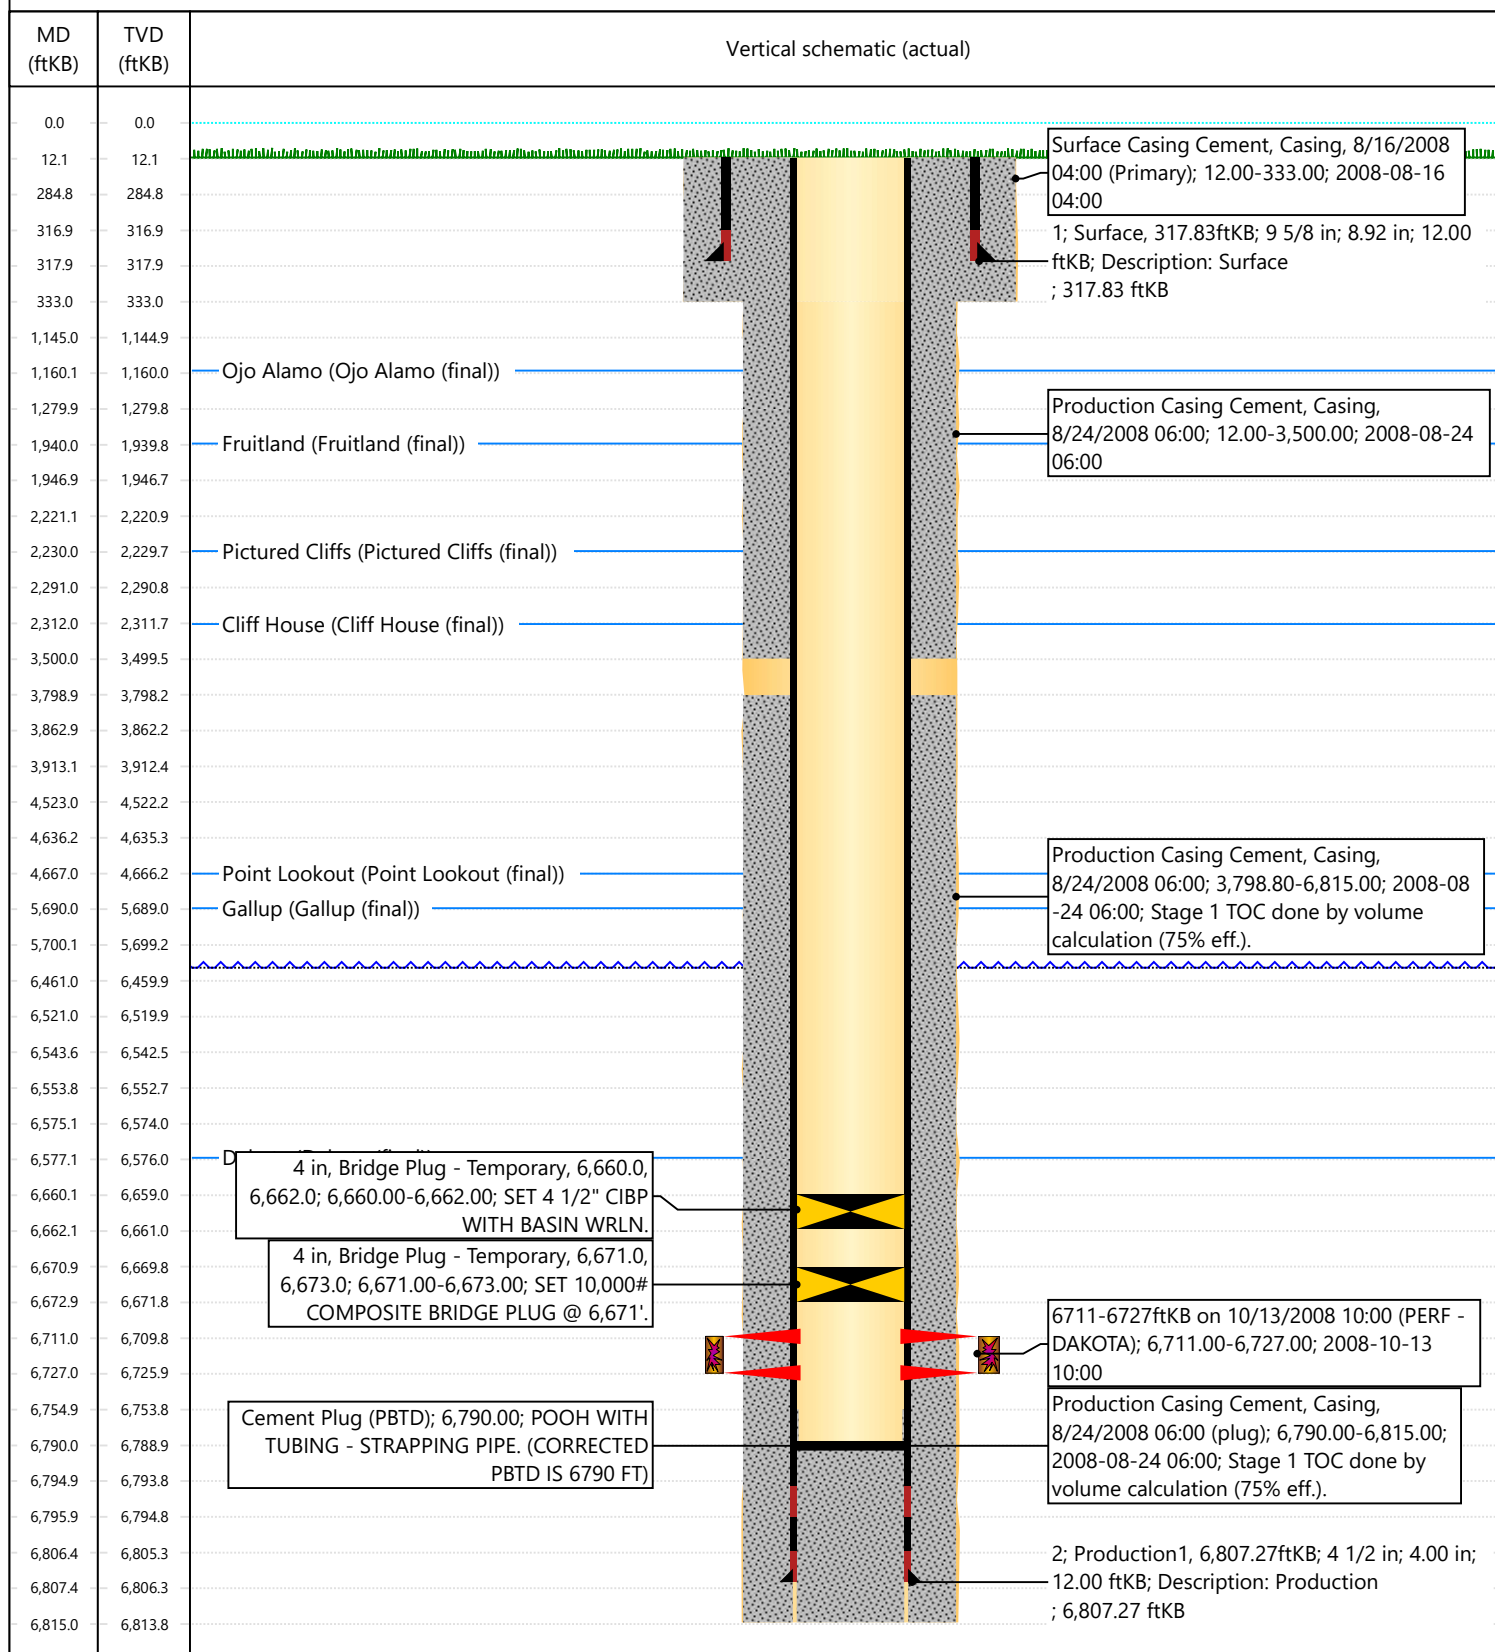 MD
(ftKB)
TVD
(ftKB)
Vertical schematic (actual)
0.0 0.0
12.1 12.1
284.8 284.8
316.9 316.9
317.9 317.9
333.0 333.0
1,145.0 1,144.9
1,160.1 1,160.0
1,279.9 1,279.8
1,940.0 1,939.8
1,946.9 1,946.7
2,221.1 2,220.9
2,230.0 2,229.7
2,291.0 2,290.8
2,312.0 2,311.7
3,500.0 3,499.5
3,798.9 3,798.2
3,862.9 3,862.2
3,913.1 3,912.4
4,523.0 4,522.2
4,636.2 4,635.3
4,667.0 4,666.2
5,690.0 5,689.0
5,700.1 5,699.2
6,461.0 6,459.9
6,521.0 6,519.9
6,543.6 6,542.5
6,553.8 6,552.7
6,575.1 6,574.0
6,577.1 6,576.0
6,660.1 6,659.0
6,662.1 6,661.0
6,670.9 6,669.8
6,672.9 6,671.8
6,711.0 6,709.8
6,727.0 6,725.9
6,754.9 6,753.8
6,790.0 6,788.9
6,794.9 6,793.8
6,795.9 6,794.8
6,806.4 6,805.3
6,807.4 6,806.3
6,815.0 6,813.8
Ojo Alamo (Ojo Alamo (final))
Fruitland (Fruitland (final))
Pictured Cliffs (Pictured Cliffs (final))
Cliff House (Cliff House (final))
Point Lookout (Point Lookout (final))
Gallup (Gallup (final))
4 in, Bridge Plug - Temporary, 6,660.0,
6,662.0; 6,660.00-6,662.00; SET 4 1/2" CIBP
WITH BASIN WRLN.
4 in, Bridge Plug - Temporary, 6,671.0,
6,673.0; 6,671.00-6,673.00; SET 10,000#
COMPOSITE BRIDGE PLUG @ 6,671'.
Cement Plug (PBTD); 6,790.00; POOH WITH
TUBING - STRAPPING PIPE. (CORRECTED
PBTD IS 6790 FT)
Surface Casing Cement, Casing, 8/16/2008
04:00 (Primary); 12.00-333.00; 2008-08-16
04:00
1; Surface, 317.83ftKB; 9 5/8 in; 8.92 in; 12.00
ftKB; Description: Surface
; 317.83 ftKB
Production Casing Cement, Casing,
8/24/2008 06:00; 12.00-3,500.00; 2008-08-24
06:00
Production Casing Cement, Casing,
8/24/2008 06:00; 3,798.80-6,815.00; 2008-08
-24 06:00; Stage 1 TOC done by volume
calculation (75% eff.).
6711-6727ftKB on 10/13/2008 10:00 (PERF -
DAKOTA); 6,711.00-6,727.00; 2008-10-13
10:00
Production Casing Cement, Casing,
8/24/2008 06:00 (plug); 6,790.00-6,815.00;
2008-08-24 06:00; Stage 1 TOC done by
volume calculation (75% eff.).
2; Production1, 6,807.27ftKB; 4 1/2 in; 4.00 in;
12.00 ftKB; Description: Production
; 6,807.27 ftKB